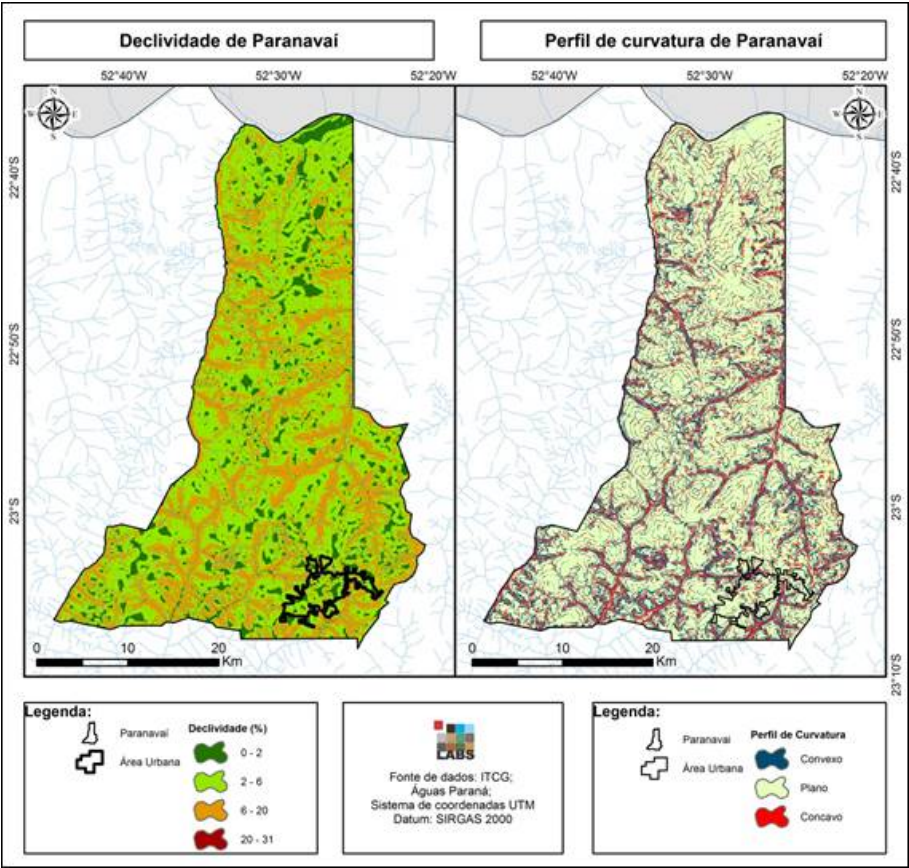 Declividade de Paranavaí
Perfil de curvatura de Paranavaí
52°40'W 52°30'W 52°20'W
52°40'W 52°30'W 52°20'W
N
W E
S
N
W E
S
22°40'S
22°50'S
23°S
22°40'S
22°50'S
23°S
23°10'S
0 10 20
Km
0 10 20
Km
Legenda:
Paranavaí
Área Urbana
Declividade (%)
0 - 2
2 - 6
6 - 20
20 - 31
LABS
Fonte de dados: ITCG;
Águas Paraná;
Sistema de coordenadas UTM
Datum: SIRGAS 2000
Legenda:
Paranavaí
Área Urbana
Perfil de Curvatura
Convexo
Plano
Concavo